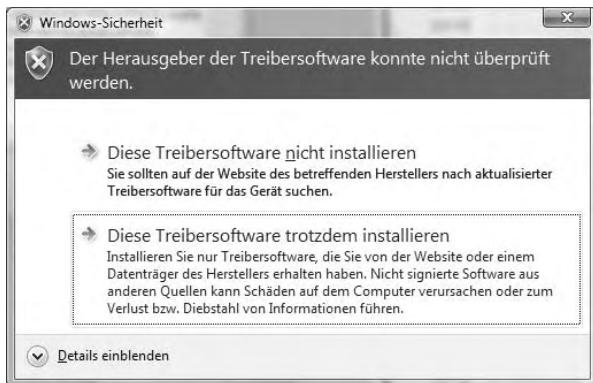 Windows-Sicherheit
Der Herausgeber der Treibersoftware konnte nicht überprüft
werden.
Diese Treibersoftware nicht installieren
Sie sollten auf der Website des betreffenden Herstellers nach aktualisierter
Treibersoftware für das Gerät suchen.
Diese Treibersoftware trotzdem installieren
Installieren Sie nur Treibersoftware, die Sie von der Website oder einem
Datenträger des Herstellers erhalten haben. Nicht signierte Software aus
anderen Quellen kann Schäden auf dem Computer verursachen oder zum
Verlust bzw. Diebstahl von Informationen führen.
Details einblenden